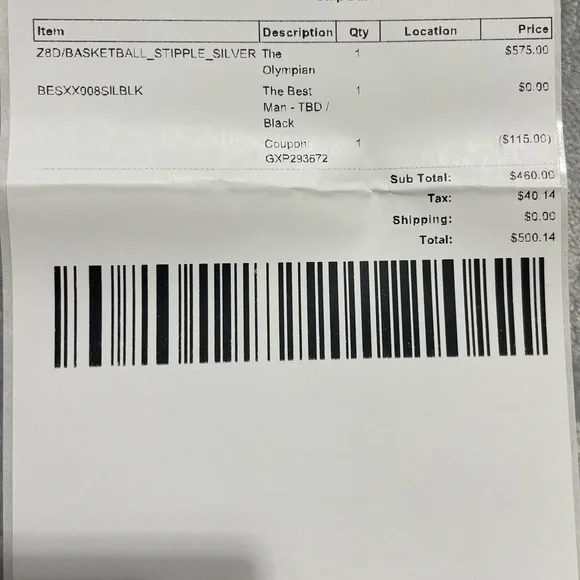 Item Description Qty Location Price
Z8D/BASKETBALL_STIPPLE_SILVER The 1 $575.00
Olympian
BESXX008SILBLK The Best 1 $0.00
Man - TBD /
Black
Coupon: 1 ($115.00)
GXP293672
Sub Total: $460.00
Tax: $40.14
Shipping: $0.00
Total: $500.14